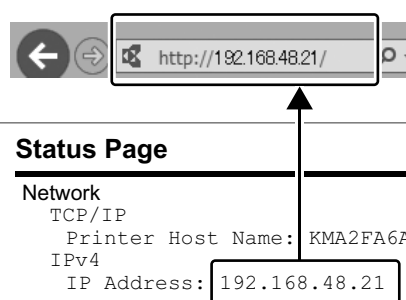 http://192.168.48.21/
Status Page
Network
TCP/IP
Printer Host Name: KMA2FA6A
IPv4
IP Address: 192.168.48.21